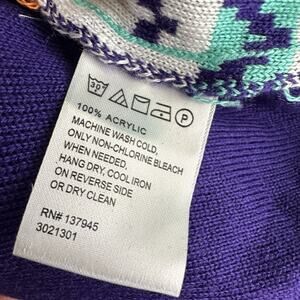 30
P
100% ACRYLIC
MACHINE WASH COLD,
ONLY NON-CHLORINE BLEACH
WHEN NEEDED.
HANG DRY, COOL IRON
ON REVERSE SIDE
OR DRY CLEAN
RN# 137945
3021301